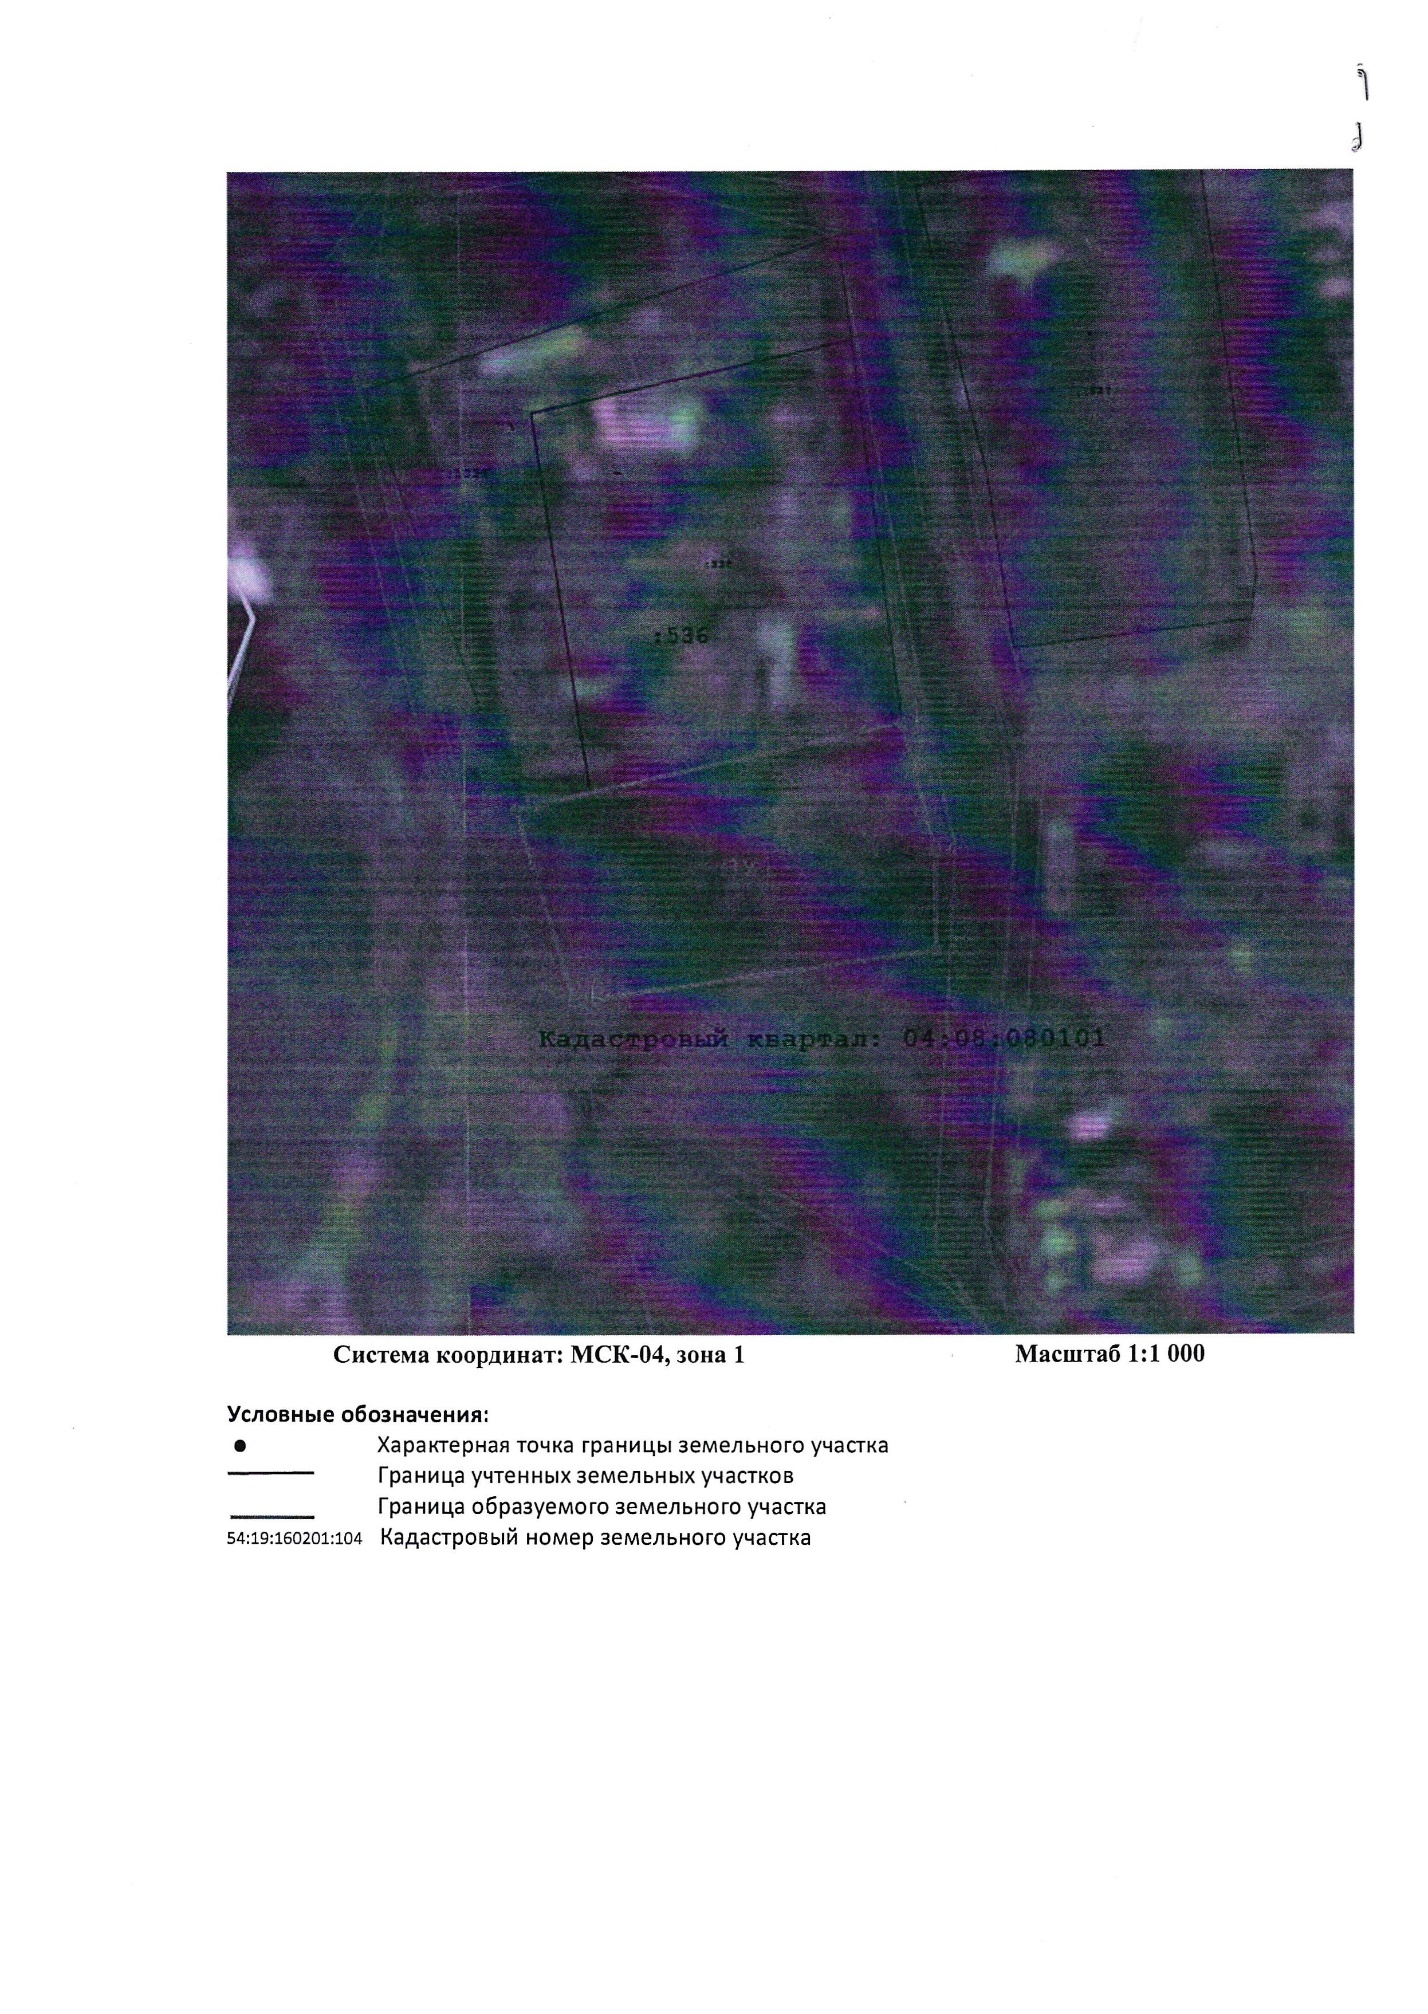 :536
Кадастровый квартал: 04:08:080101
Система координат: МСК-04, зона 1
Масштаб 1:1 000
Условные обозначения:
Характерная точка границы земельного участка
Граница учтенных земельных участков
Граница образуемого земельного участка
54:19:160201:104 Кадастровый номер земельного участка